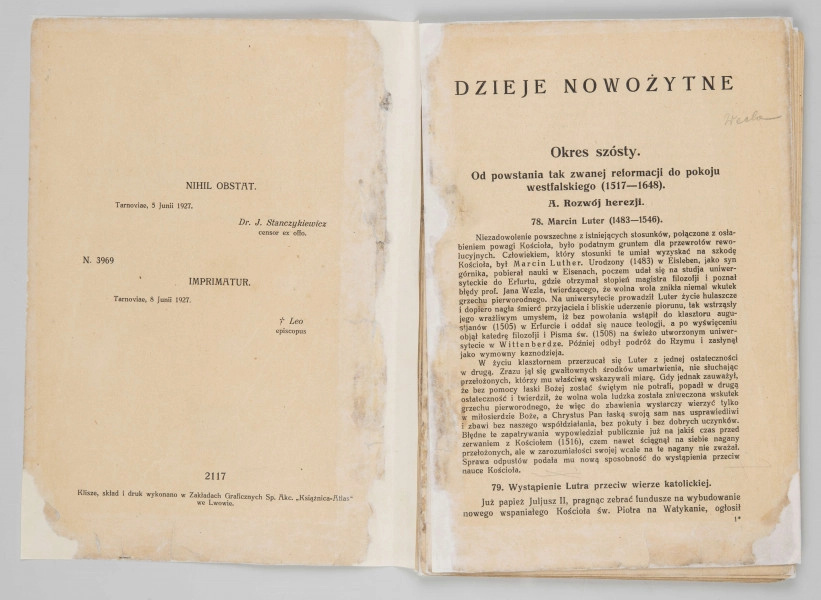 NIHIL OBSTAT.
Tarnoviae, 5 Junii 1927.
Dr. J. Stanczykiewicz
censor ex offo.
N. 3969
IMPRIMATUR.
Tarnoviae, 8 Junii 1927.
† Leo
episcopus
2117
Klisze, skład i druk wykonano w Zakładach Graficznych Sp. Akc. „Książnica-Atlas"
we Lwowie.
DZIEJE NOWOŻYTNE
Okres szósty.
Od powstania tak zwanej reformacji do pokoju
westfalskiego (1517—1648).
A. Rozwój herezji.
78. Marcin Luter (1483—1546).
Niezadowolenie powszechne z istniejących stosunków, połączone z osła-
bieniem powagi Kościoła, było podatnym gruntem dla przewrotów rewo-
lucyjnych. Człowiekiem, który stosunki te umiał wyzyskać na szkodę
Kościoła, był Marcin Luther. Urodzony (1483) w Eisleben, jako syn
górnika, pobierał nauki w Eisenach, poczem udał się na studja uniwer-
syteckie do Erfurtu, gdzie otrzymał stopień magistra filozofji i poznał
błędy prof. Jana Wezla, twierdzącego, że wolna wola znikła niemal wkutek
grzechu pierworodnego. Na uniwersytecie prowadził Luter życie hulaszcze
i dopiero nagła śmierć przyjaciela i bliskie uderzenie piorunu, tak wstrząsły
jego wrażliwym umysłem, iż bez powołania wstąpił do klasztoru augu-
stjanów (1505) w Erfurcie i oddał się nauce teologji, a po wyświęceniu
objął katedrę filozofji i Pisma św. (1508) na świeżo utworzonym uniwer-
sytecie w Wittenberdze. Później odbył podróż do Rzymu i zasłynął
jako wymowny kaznodzieja.
W życiu klasztornem przerzucał się Luter z jednej ostateczności
w drugą. Zrazu jął się gwałtownych środków umartwienia, nie słuchając
przełożonych, którzy mu właściwą wskazywali miarę. Gdy jednak zauważył,
że bez pomocy łaski Bożej zostać świętym nie potrafi, popadł w drugą
ostateczność i twierdził, że wolna wola ludzka została zniweczona wskutek
grzechu pierworodnego, że więc do zbawienia wystarczy wierzyć tylko
w miłosierdzie Boże, a Chrystus Pan łaską swoją sam nas usprawiedliwi
i zbawi bez naszego współdziałania, bez pokuty i bez dobrych uczynków.
Błędne te zapatrywania wypowiedział publicznie już na jakiś czas przed
zerwaniem z Kościołem (1516), czem nawet ściągnął na siebie nagany
przełożonych, ale w zarozumiałości swojej wcale na te nagany nie zważał.
Sprawa odpustów podała mu nową sposobność do wystąpienia przeciw
nauce Kościoła.
79. Wystąpienie Lutra przeciw wierze katolickiej.
Już papież Juljusz II, pragnąc zebrać fundusze na wybudowanie
nowego wspaniałego Kościoła św. Piotra na Watykanie, ogłosił
1*